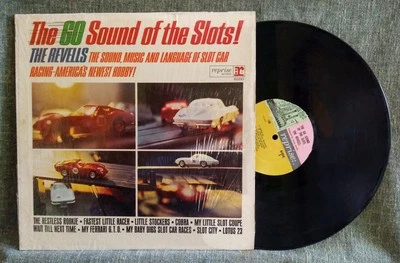 The GO Sound of the Slots!
THE REVELLS THE SOUND, MUSIC AND LANGUAGE OF SLOT CAR
RACING-AMERICA'S NEWEST HOBBY!
reprise
THE RESTLESS ROOKIE • FASTEST LITTLE RACER • LITTLE STOCKERS • COBRA • MY LITTLE SLOT COUPE
WAIT TILL NEXT TIME • MY FERRARI G.T.O. • MY BABY DIGS SLOT CAR RACES • SLOT CITY • LOTUS 23